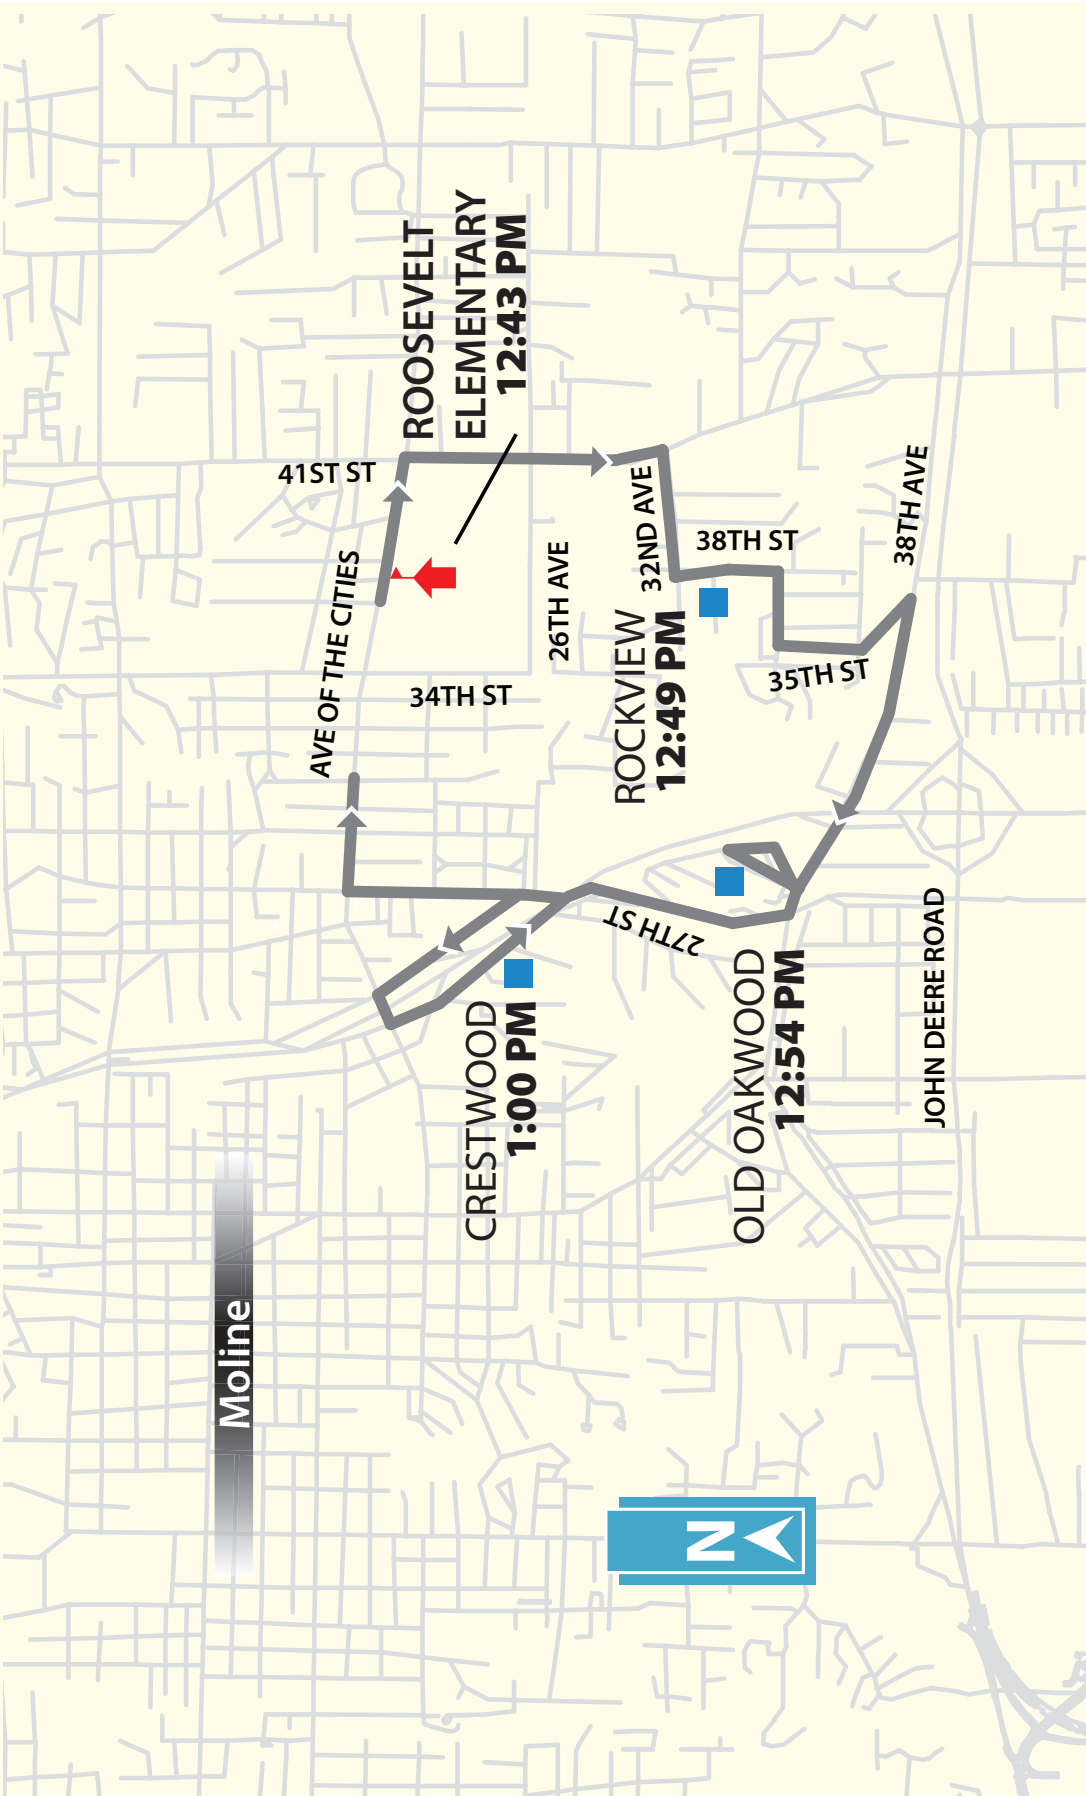 ROOSEVELT
ELEMENTARY
12:43 PM
41ST ST
AVE OF THE CITIES
34TH ST
26TH AVE
32ND AVE
38TH ST
38TH AVE
35TH ST
ROCKVIEW
12:49 PM
27TH ST
OLD OAKWOOD
12:54 PM
JOHN DEERE ROAD
CRESTWOOD
1:00 PM
Moline
N